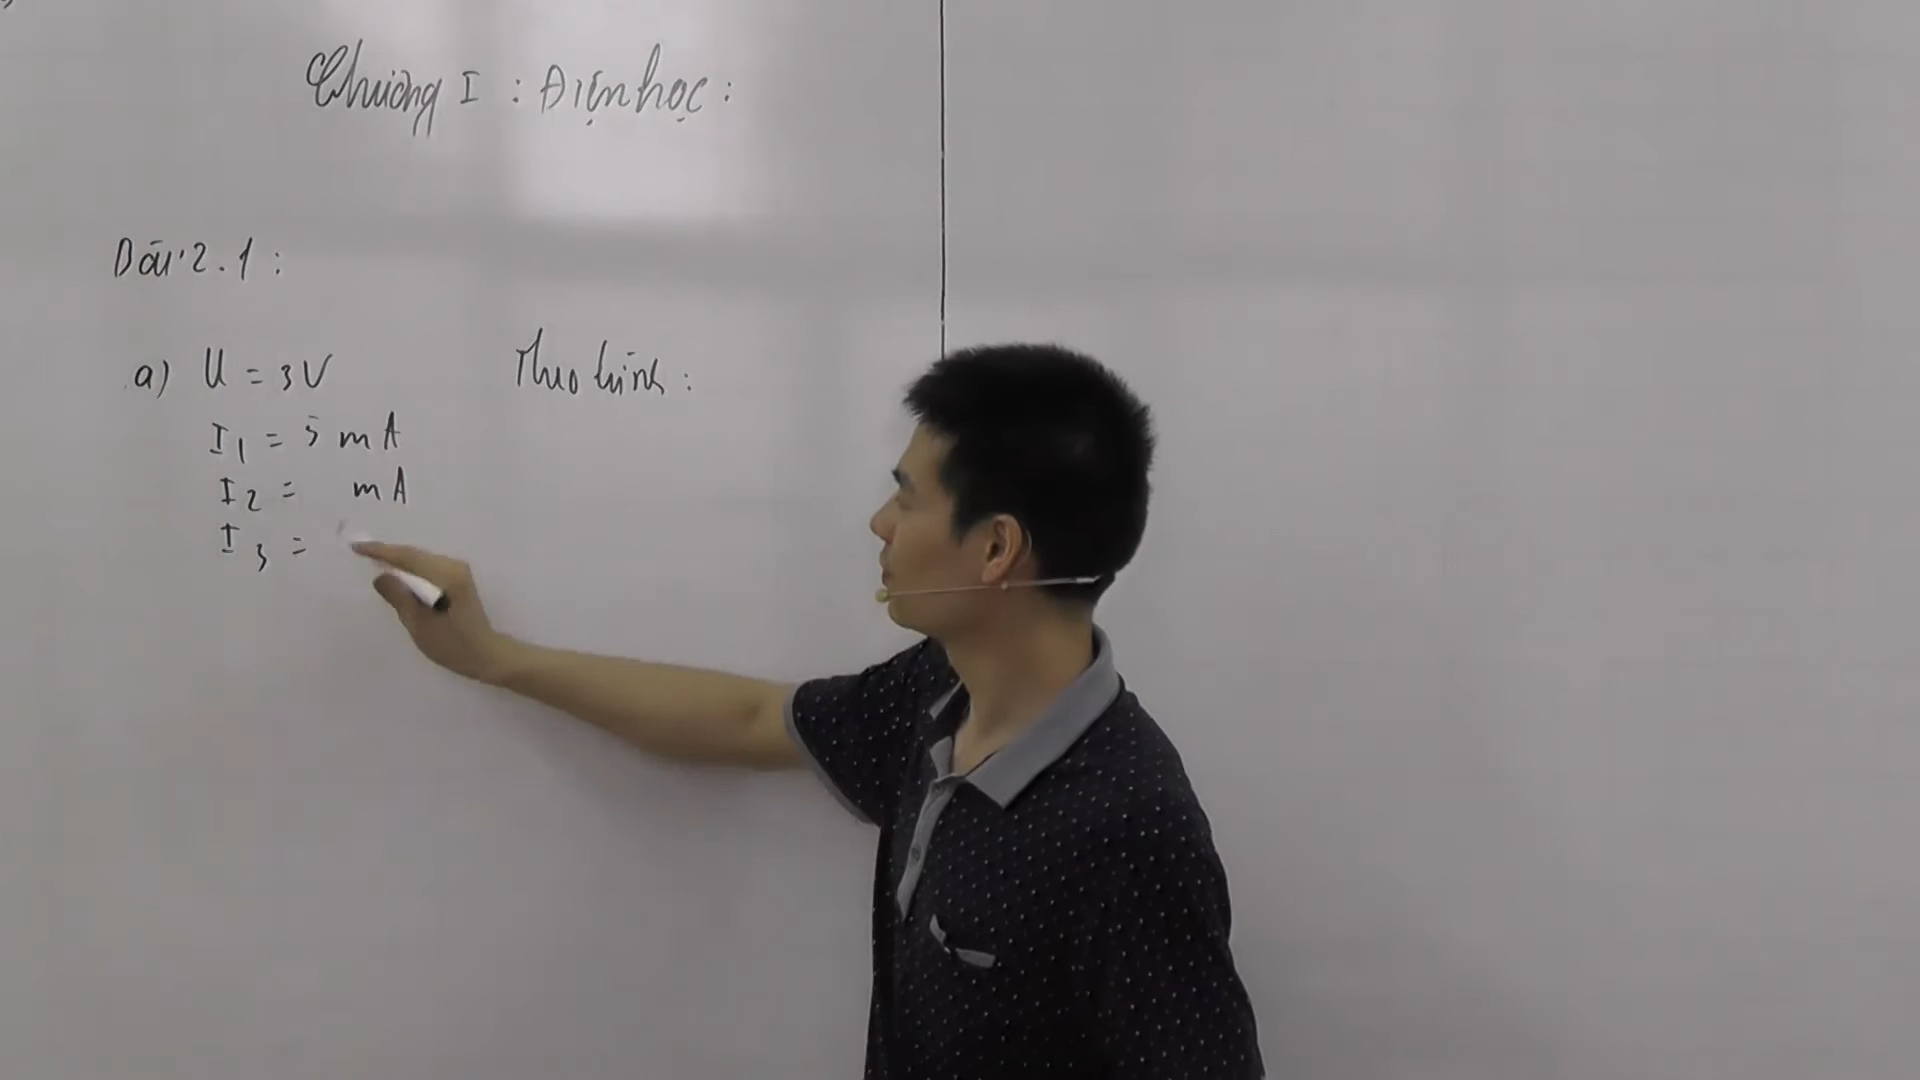 Chương I : Điện học :
Bài 2.1 :
a) U = 3V
I1 = 5 mA
I2 = mA
I3 =
Theo hình :